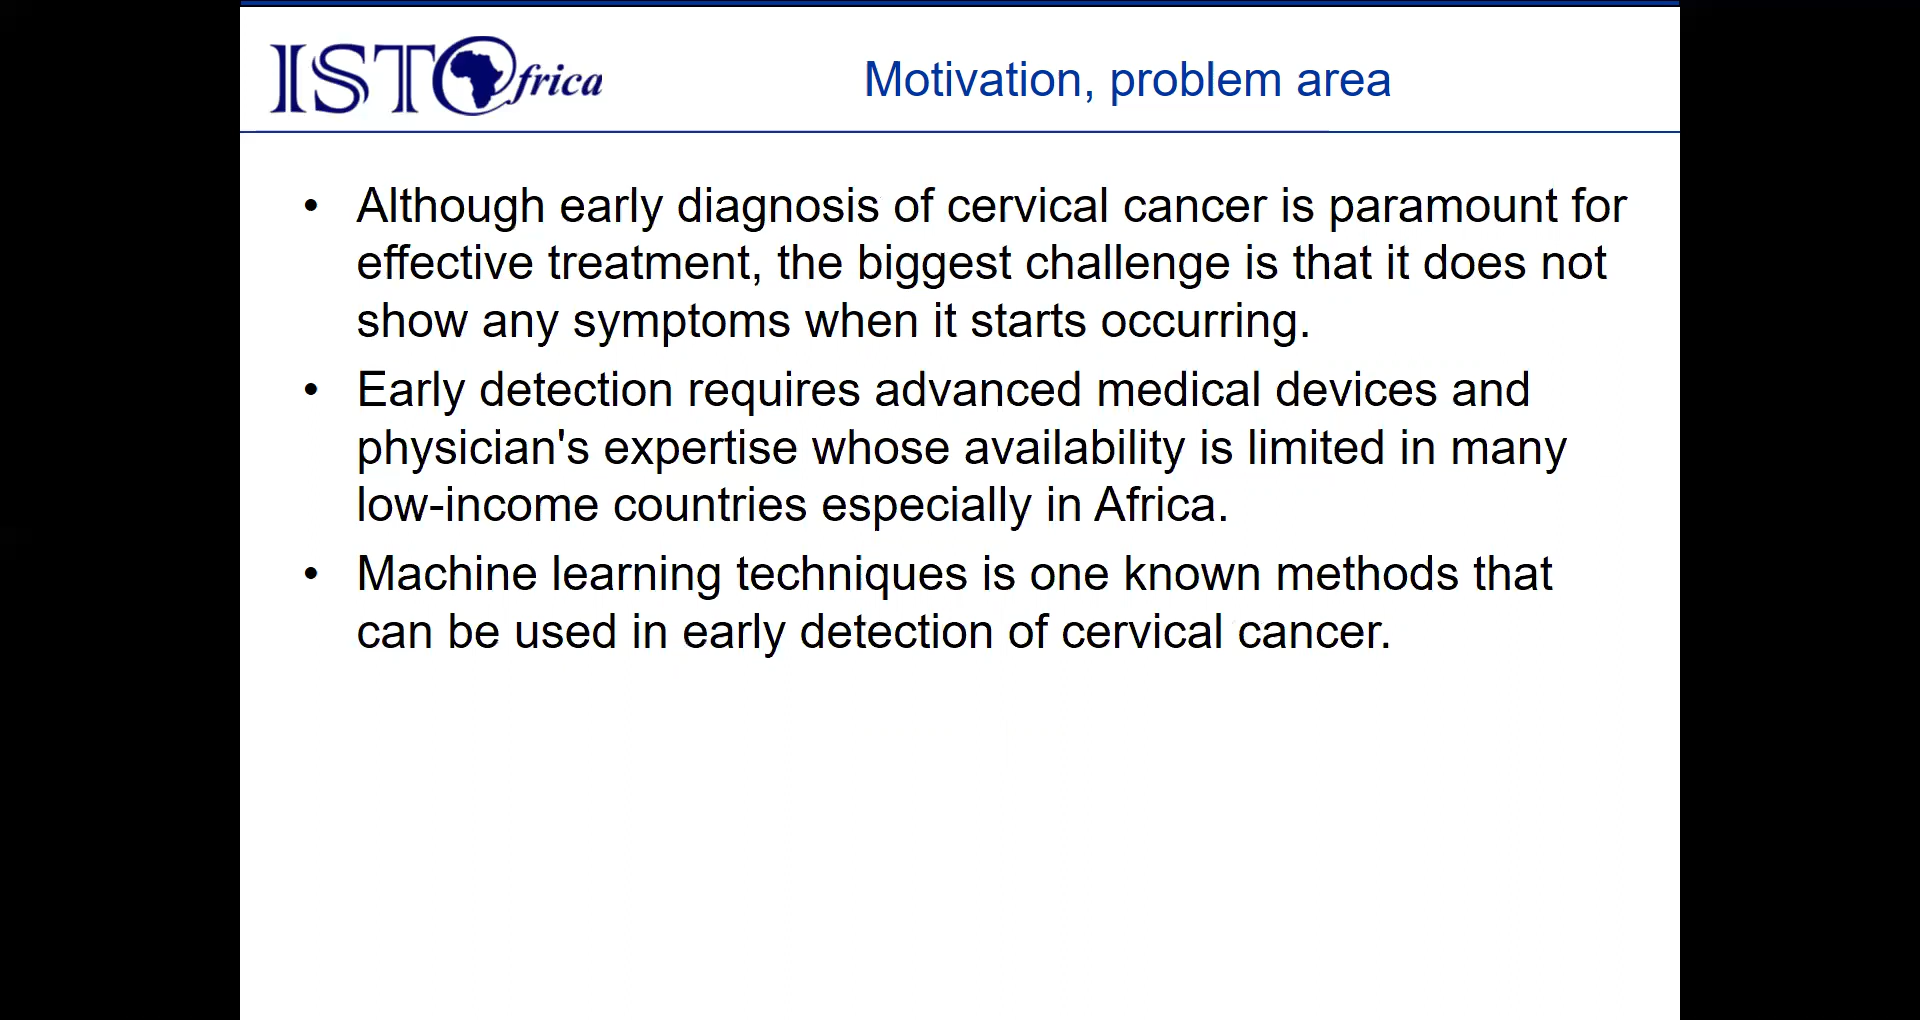 IST@frica
Motivation, problem area
• Although early diagnosis of cervical cancer is paramount for
effective treatment, the biggest challenge is that it does not
show any symptoms when it starts occurring.
• Early detection requires advanced medical devices and
physician's expertise whose availability is limited in many
low-income countries especially in Africa.
• Machine learning techniques is one known methods that
can be used in early detection of cervical cancer.